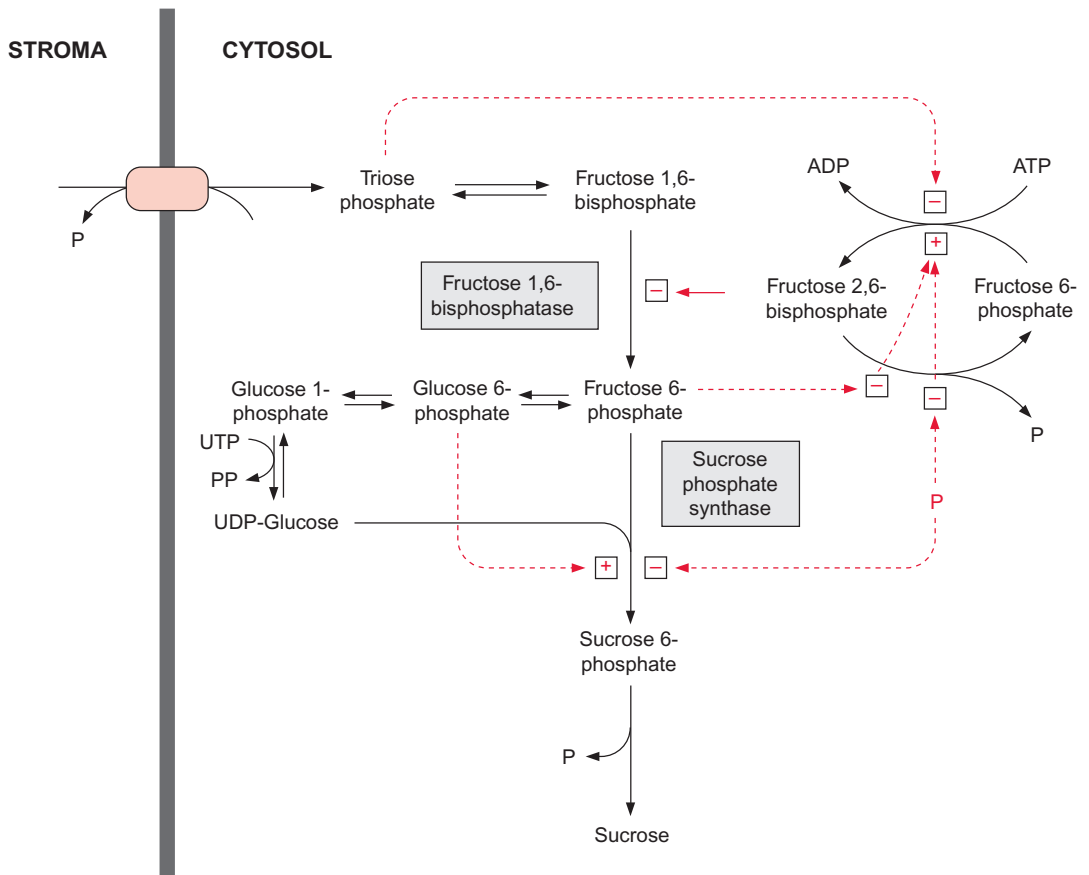 STROMA
CYTOSOL
ADP
ATP
Triose
phosphate
Fructose 1,6-
bisphosphate
−
P
+
Fructose 1,6-
bisphosphatase
−
Fructose 2,6-
bisphosphate
Fructose 6-
phosphate
Glucose 1-
phosphate
Glucose 6-
phosphate
Fructose 6-
phosphate
−
−
P
UTP
PP
UDP-Glucose
Sucrose
phosphate
synthase
P
+
−
Sucrose 6-
phosphate
P
Sucrose